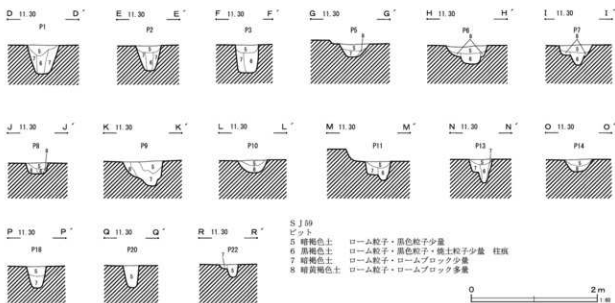 D 11.30 D´ E 11.30 E´ F 11.30 F´ G 11.30 G´ H 11.30 H´ I 11.30 I´
P1 P2 P3 P5 P6 P7
J 11.30 J´ K 11.30 K´ L 11.30 L´ M 11.30 M´ N 11.30 N´ O 11.30 O´
P8 P9 P10 P11 P13 P14
P 11.30 P´ Q 11.30 Q´ R 11.30 R´
P18 P20 P22
SJ59
ピット
5 暗褐色土 ローム粒子・黒色粒子少量
6 黒褐色土 ローム粒子・黒色粒子・焼土粒子少量 柱痕
7 暗褐色土 ローム粒子・ロームブロック少量
8 暗黄褐色土 ローム粒子・ロームブロック多量
0 2m